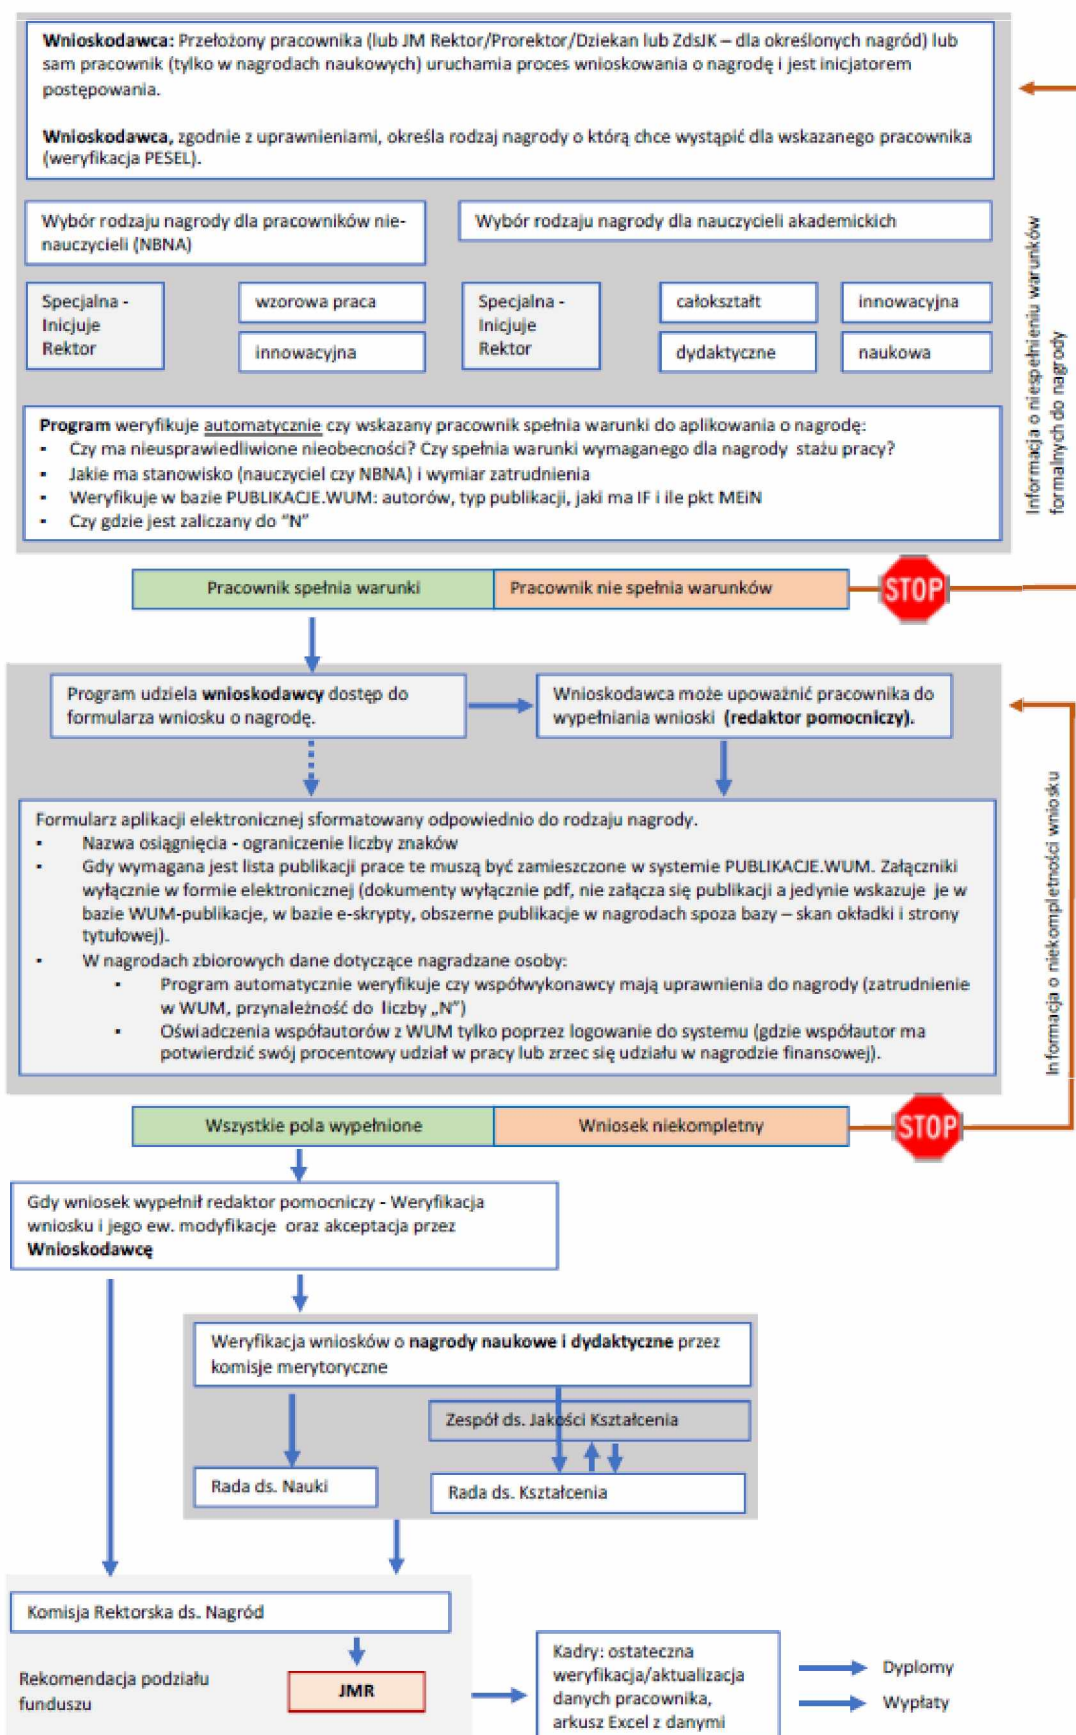 Wnioskodawca: Przełożony pracownika (lub JM Rektor/Prorektor/Dziekan lub ZdsJK – dla określonych nagród) lub
sam pracownik (tylko w nagrodach naukowych) uruchamia proces wnioskowania o nagrodę i jest inicjatorem
postępowania.
Wnioskodawca, zgodnie z uprawnieniami, określa rodzaj nagrody o którą chce wystąpić dla wskazanego pracownika
(weryfikacja PESEL).
Wybór rodzaju nagrody dla pracowników nie-
nauczycieli (NBNA)
Wybór rodzaju nagrody dla nauczycieli akademickich
Specjalna -
Inicjuje
Rektor
wzorowa praca
innowacyjna
Specjalna -
Inicjuje
Rektor
całokształt
innowacyjna
dydaktyczne
naukowa
Informacja o niespełnieniu warunków
formalnych do nagrody
Program weryfikuje automatycznie czy wskazany pracownik spełnia warunki do aplikowania o nagrodę:
▪ Czy ma nieusprawiedliwione nieobecności? Czy spełnia warunki wymaganego dla nagrody stażu pracy?
▪ Jakie ma stanowisko (nauczyciel czy NBNA) i wymiar zatrudnienia
▪ Weryfikuje w bazie PUBLIKACJE.WUM: autorów, typ publikacji, jaki ma IF i ile pkt MEiN
▪ Czy gdzie jest zaliczany do “N”
Pracownik spełnia warunki
Pracownik nie spełnia warunków
STOP
Program udziela wnioskodawcy dostęp do
formularza wniosku o nagrodę.
Wnioskodawca może upoważnić pracownika do
wypełniania wnioski (redaktor pomocniczy).
Informacja o niekompletności wniosku
Formularz aplikacji elektronicznej sformatowany odpowiednio do rodzaju nagrody.
▪ Nazwa osiągnięcia - ograniczenie liczby znaków
▪ Gdy wymagana jest lista publikacji prace te muszą być zamieszczone w systemie PUBLIKACJE.WUM. Załączniki
wyłącznie w formie elektronicznej (dokumenty wyłącznie pdf, nie załącza się publikacji a jedynie wskazuje je w
bazie WUM-publikacje, w bazie e-skrypty, obszerne publikacje w nagrodach spoza bazy – skan okładki i strony
tytułowej).
▪ W nagrodach zbiorowych dane dotyczące nagradzane osoby:
▪ Program automatycznie weryfikuje czy współwykonawcy mają uprawnienia do nagrody (zatrudnienie
w WUM, przynależność do liczby „N”)
▪ Oświadczenia współautorów z WUM tylko poprzez logowanie do systemu (gdzie współautor ma
potwierdzić swój procentowy udział w pracy lub zrzec się udziału w nagrodzie finansowej).
Wszystkie pola wypełnione
Wniosek niekompletny
STOP
Gdy wniosek wypełnił redaktor pomocniczy - Weryfikacja
wniosku i jego ew. modyfikacje oraz akceptacja przez
Wnioskodawcę
Weryfikacja wniosków o nagrody naukowe i dydaktyczne przez
komisje merytoryczne
Zespół ds. Jakości Kształcenia
Rada ds. Nauki
Rada ds. Kształcenia
Komisja Rektorska ds. Nagród
Rekomendacja podziału
funduszu
JMR
Kadry: ostateczna
weryfikacja/aktualizacja
danych pracownika,
arkusz Excel z danymi
Dyplomy
Wypłaty